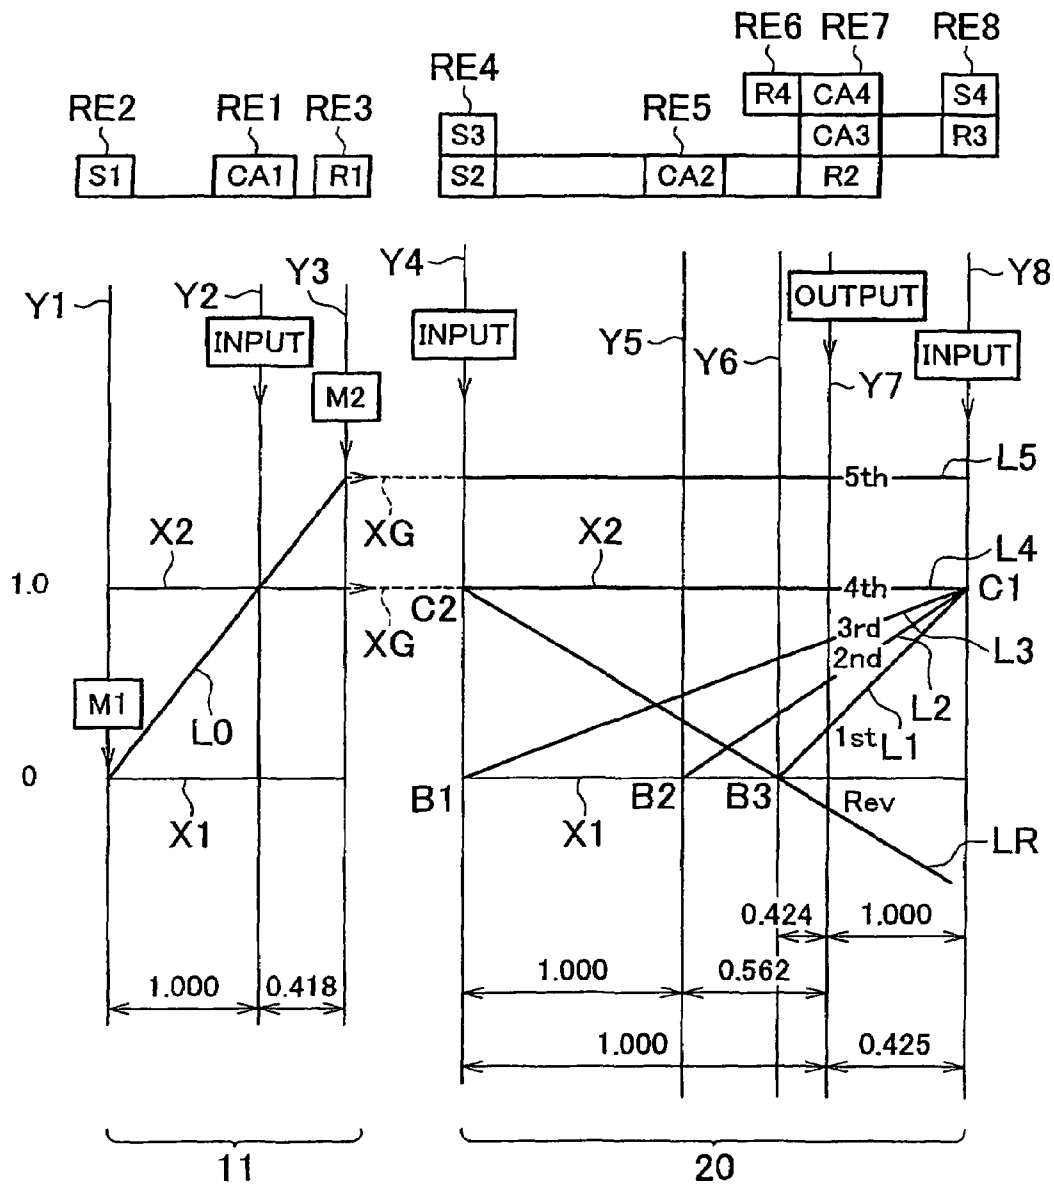 RE6 RE7 RE8
RE4
R4 CA4 S4
RE2 RE1 RE3 RE5
S3 CA3 R3
S1 CA1 R1 S2 CA2 R2
Y1 Y2 Y3 Y4 Y5 Y6 Y7 Y8
OUTPUT
INPUT INPUT INPUT
M2
5th L5
XG
X2 X2 L4
1.0 4th
C2 C1
XG 3rd L3
2nd
M1 L0 L2
1st L1
0
B1 B2 B3
X1 X1 Rev
LR
0.424 1.000
1.000 0.418 1.000 0.562
1.000 0.425
11 20